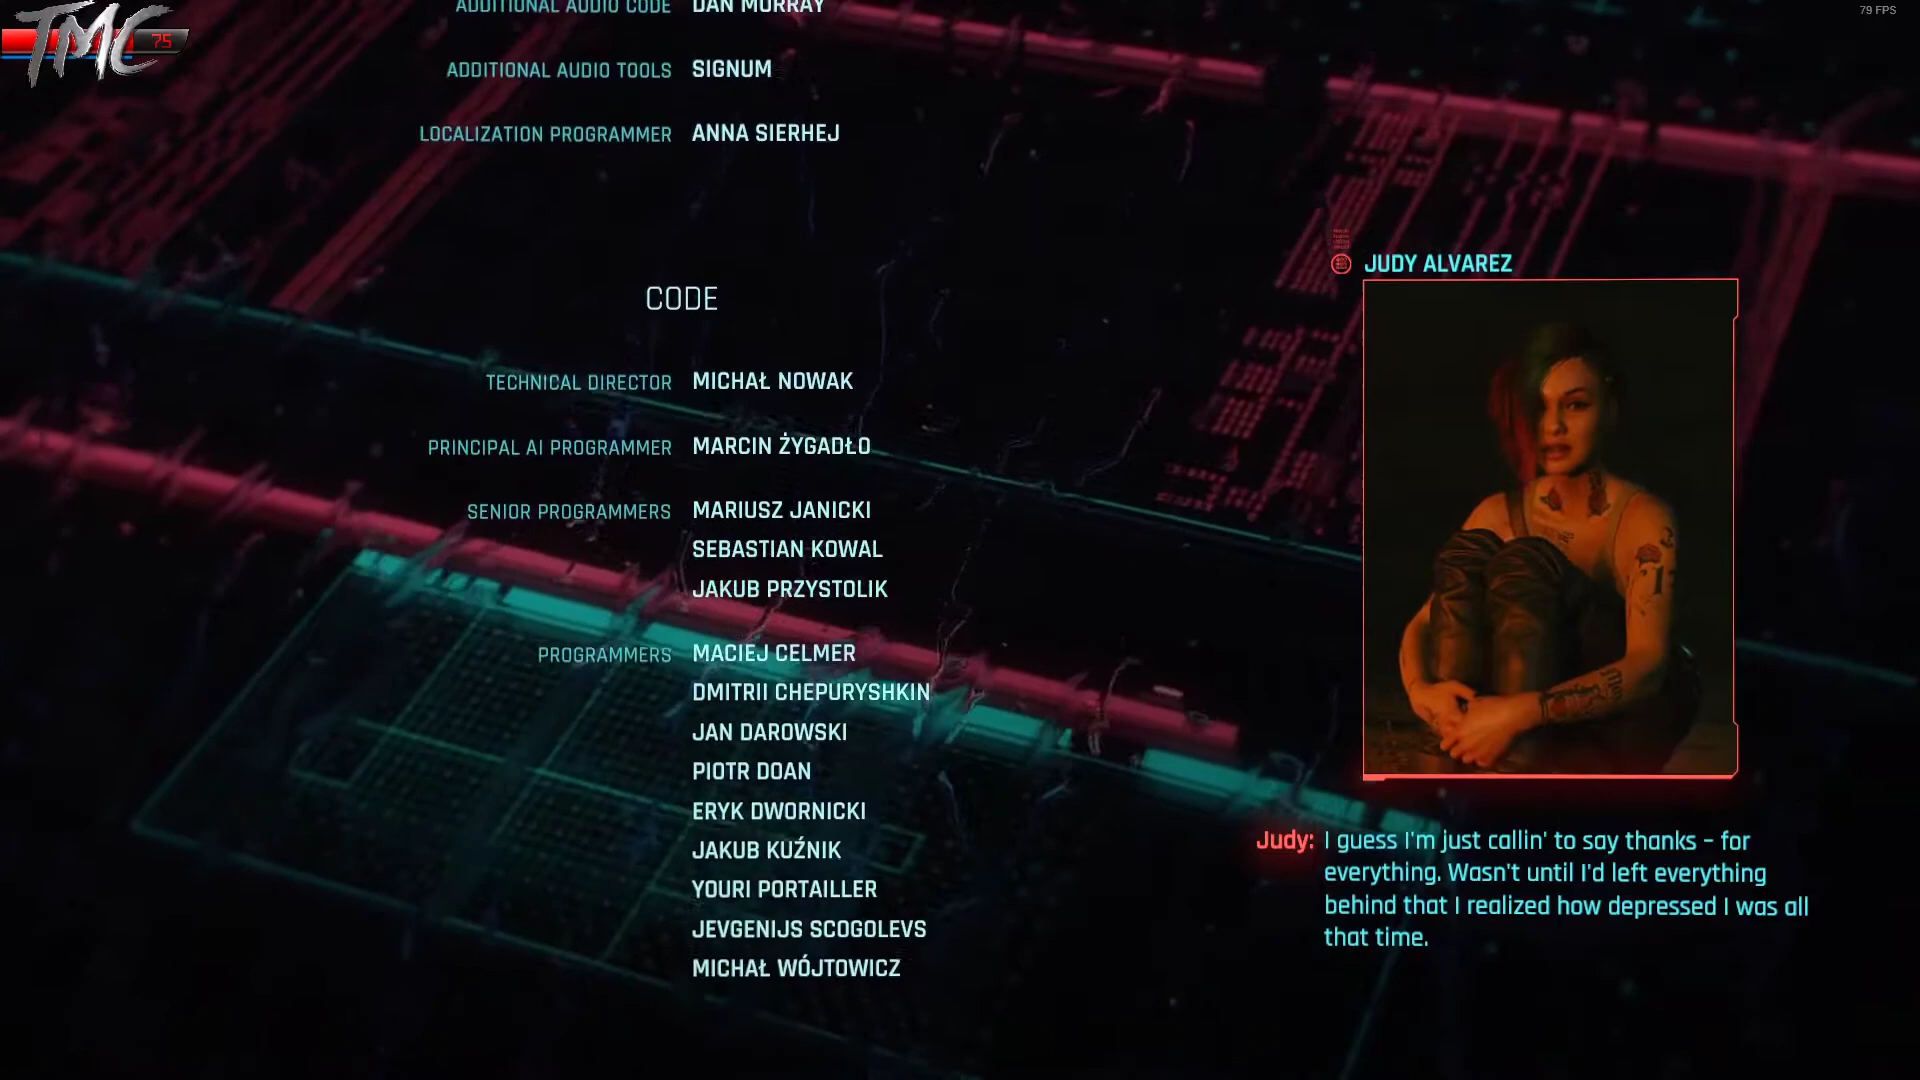 79 FPS
TMC
75
ADDITIONAL AUDIO CODE DAN MURRAY
ADDITIONAL AUDIO TOOLS SIGNUM
LOCALIZATION PROGRAMMER ANNA SIERHEJ
CODE
TECHNICAL DIRECTOR MICHAŁ NOWAK
PRINCIPAL AI PROGRAMMER MARCIN ŻYGADŁO
SENIOR PROGRAMMERS MARIUSZ JANICKI
SEBASTIAN KOWAL
JAKUB PRZYSTOLIK
PROGRAMMERS MACIEJ CELMER
DMITRII CHEPURYSHKIN
JAN DAROWSKI
PIOTR DOAN
ERYK DWORNICKI
JAKUB KUŹNIK
YOURI PORTAILLER
JEVGENIJS SCOGOLEVS
MICHAŁ WÓJTOWICZ
JUDY ALVAREZ
Judy: I guess I'm just callin' to say thanks – for
everything. Wasn't until I'd left everything
behind that I realized how depressed I was all
that time.